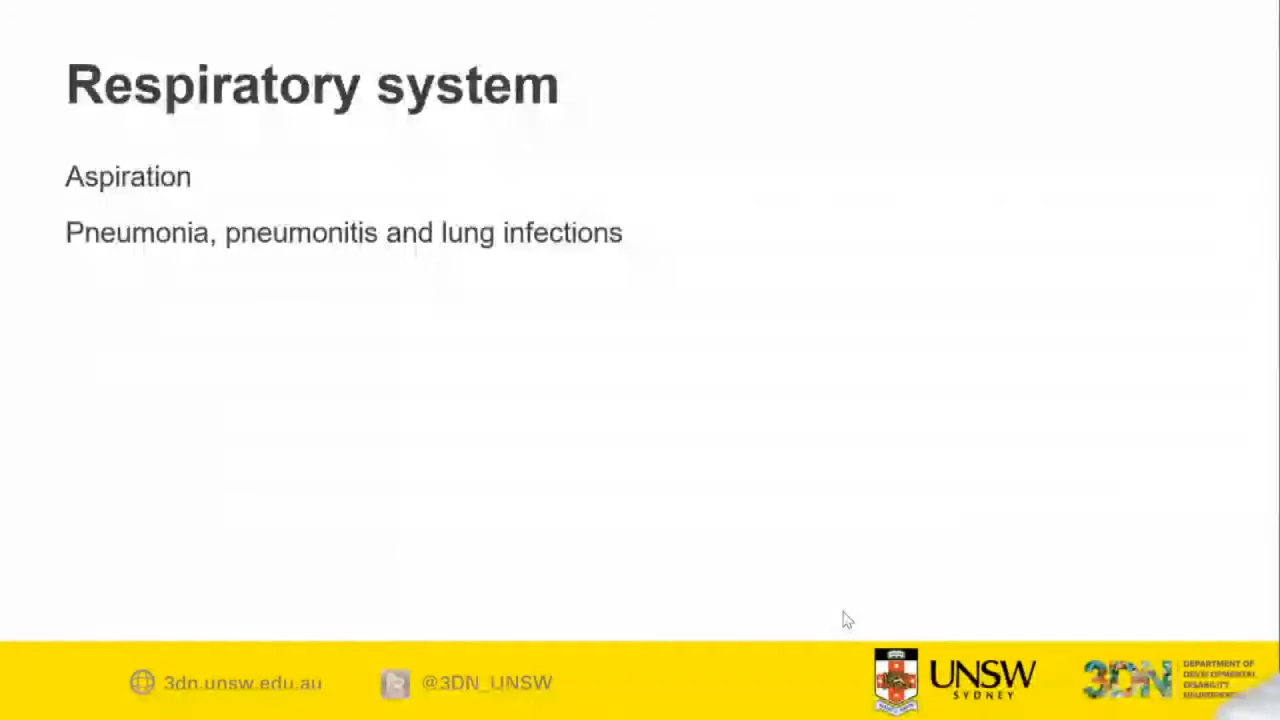 Respiratory system
Aspiration
Pneumonia, pneumonitis and lung infections
3dn.unsw.edu.au
@3DN_UNSW
UNSW
SYDNEY
3DN
DEPARTMENT OF
DEVELOPMENTAL
DISABILITY